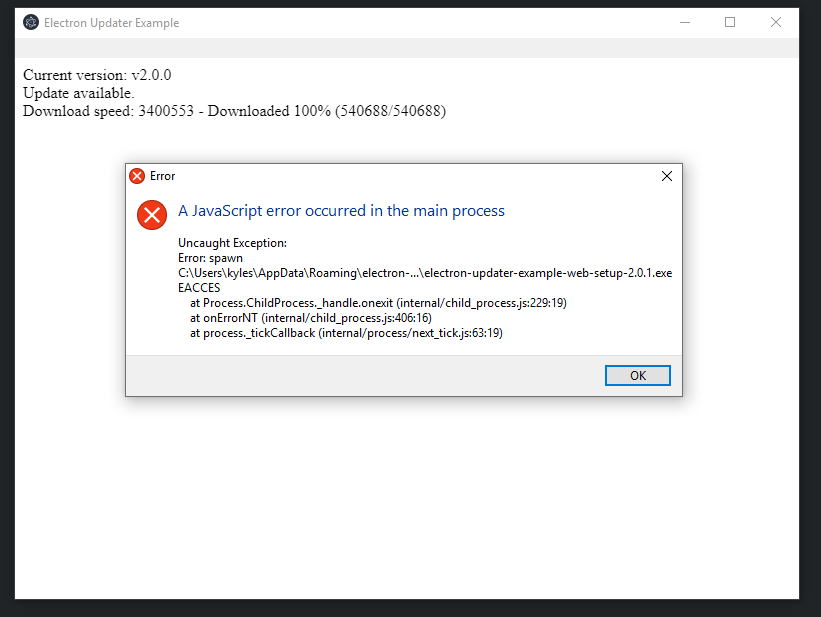 Electron Updater Example
Current version: v2.0.0
Update available.
Download speed: 3400553 - Downloaded 100% (540688/540688)
Error
A JavaScript error occurred in the main process
Uncaught Exception:
Error: spawn
C:\Users\kyles\AppData\Roaming\electron-...\electron-updater-example-web-setup-2.0.1.exe
EACCES
at Process.ChildProcess._handle.onexit (internal/child_process.js:229:19)
at onErrorNT (internal/child_process.js:406:16)
at process._tickCallback (internal/process/next_tick.js:63:19)
OK